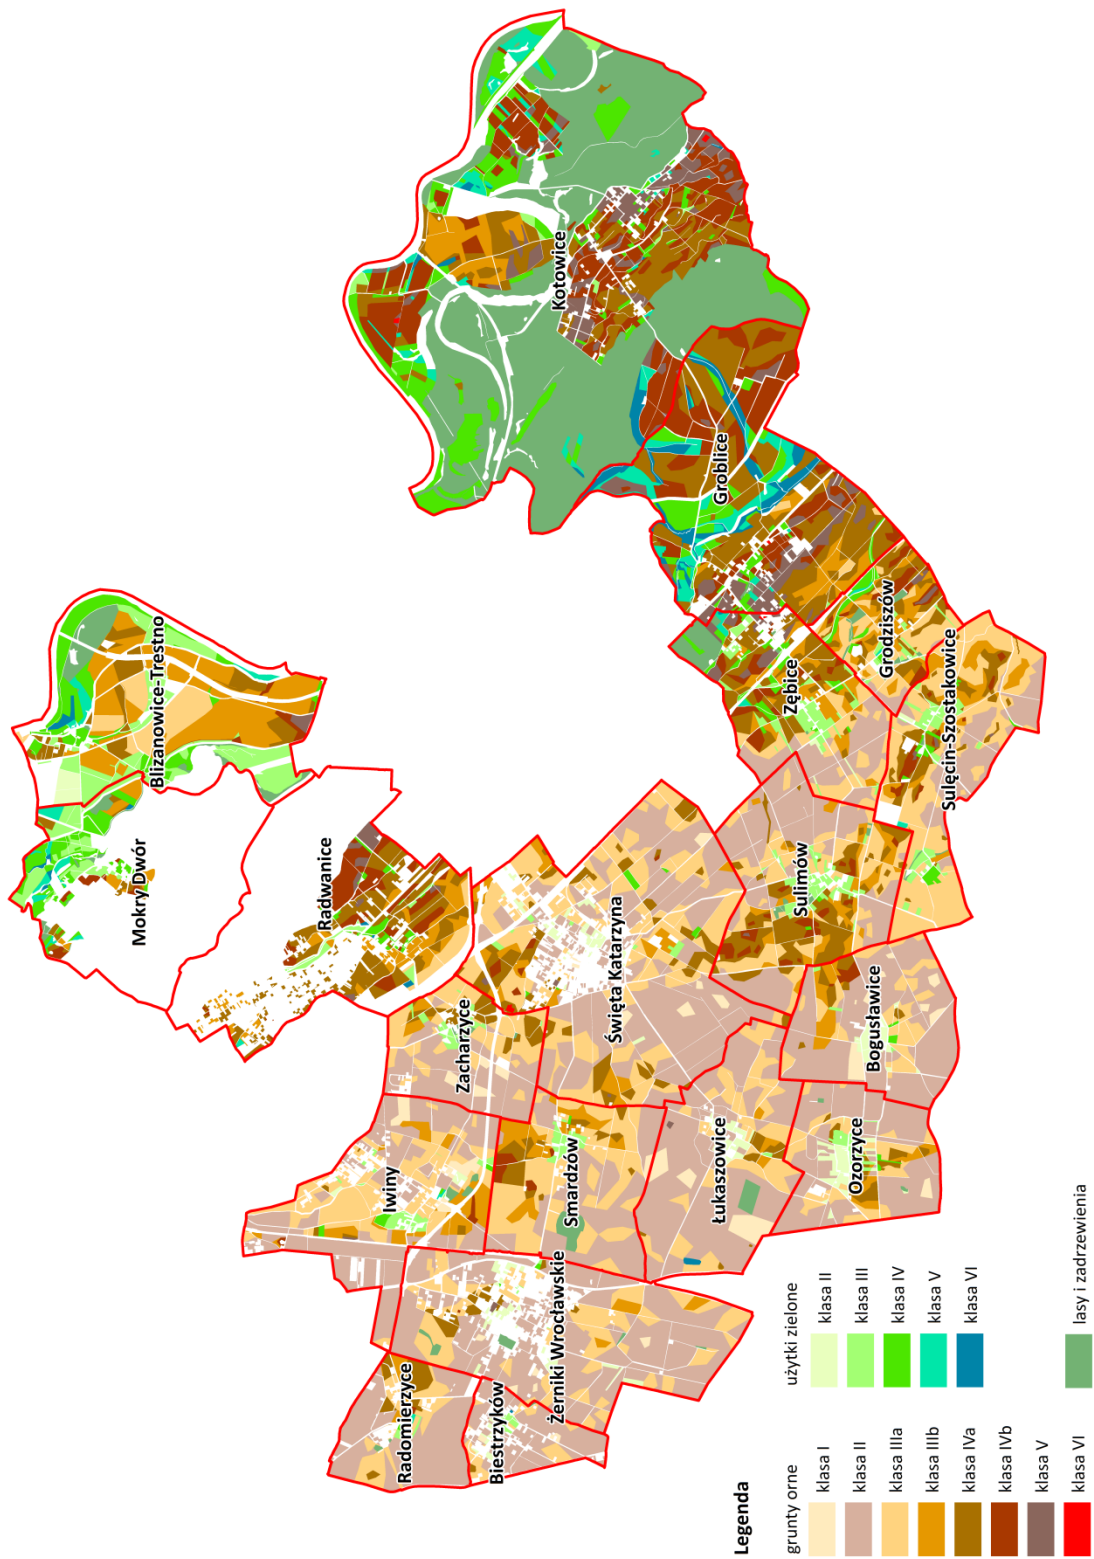 Kotowice
Blizanowice-Trestno
Groblice
Mokry Dwór
Radwanice
Grodziszów
Zębice
Sulęcin-Szostakowice
Sulimów
Święta Katarzyna
Zacharzyce
Bogusławice
Iwiny
Smardzów
Łukaszowice
Ozorzyce
Żerniki Wrocławskie
Radomierzyce
Biestrzyków
Legenda
grunty orne
klasa I
klasa II
klasa IIIa
klasa IIIb
klasa IVa
klasa IVb
klasa V
klasa VI
użytki zielone
klasa II
klasa III
klasa IV
klasa V
klasa VI
lasy i zadrzewienia